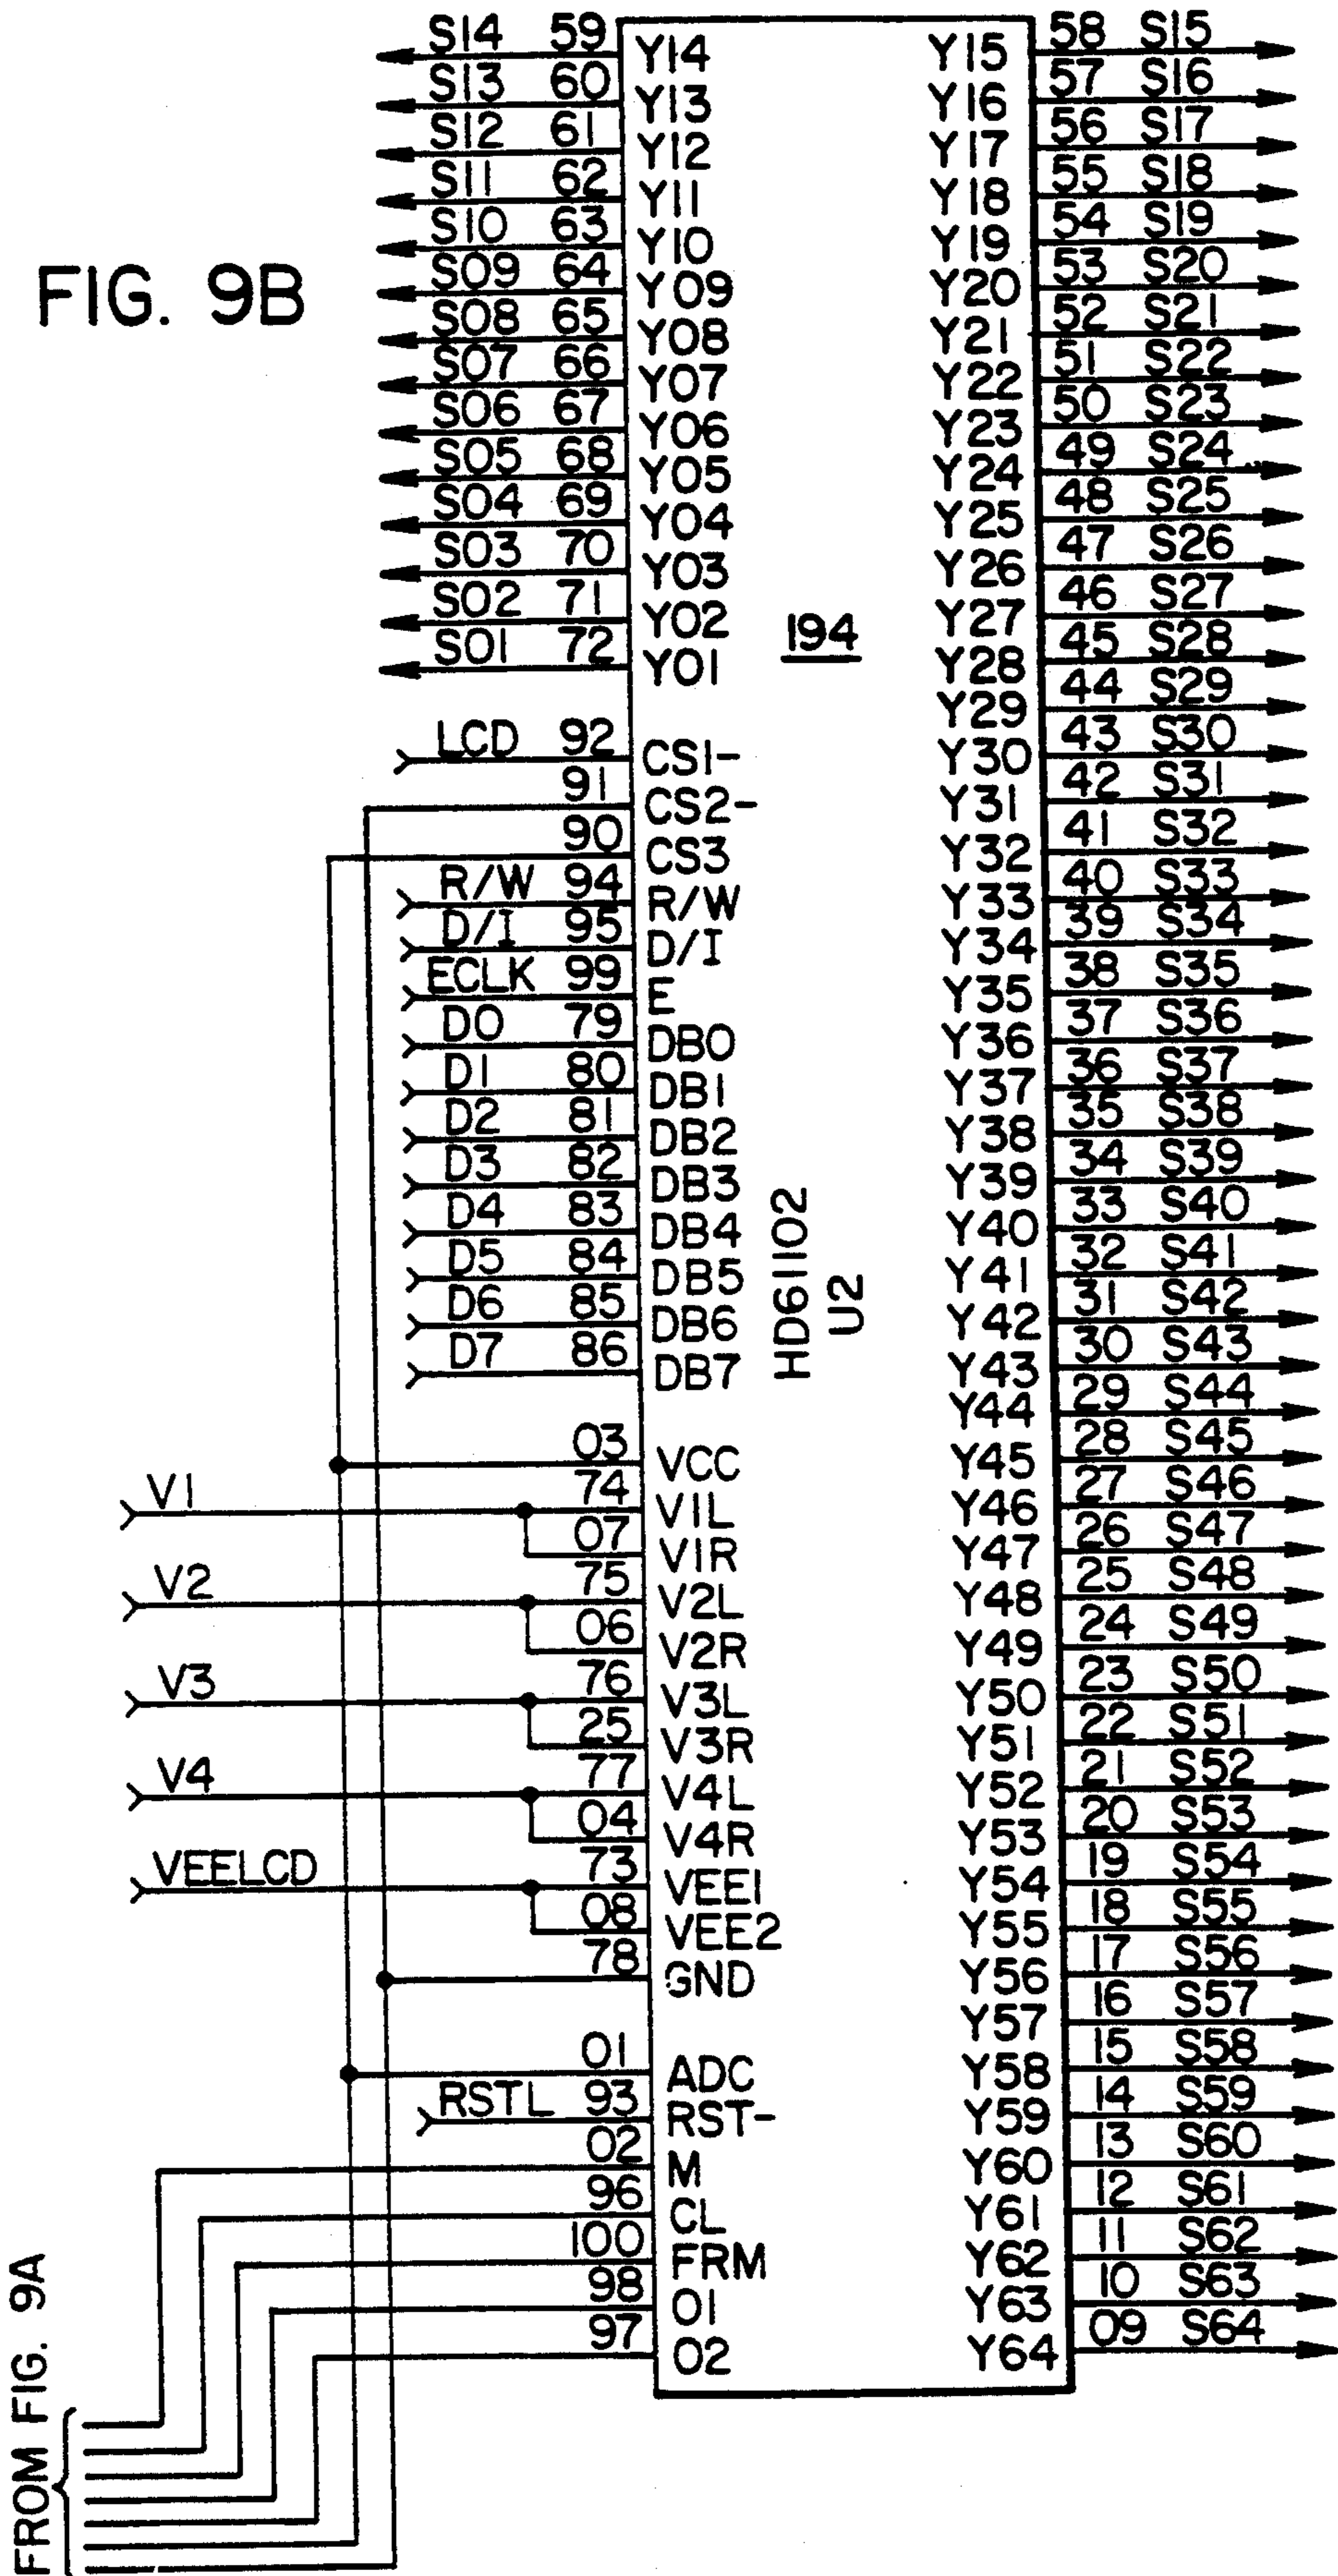 FIG. 9B
S14 59 Y14
S13 60 Y13
S12 61 Y12
S11 62 Y11
S10 63 Y10
S09 64 Y09
S08 65 Y08
S07 66 Y07
S06 67 Y06
S05 68 Y05
S04 69 Y04
S03 70 Y03
S02 71 Y02
S01 72 Y01
LCD 92 CS1-
91 CS2-
90 CS3
R/W 94 R/W
D/I 95 D/I
ECLK 99 E
D0 79 DB0
D1 80 DB1
D2 81 DB2
D3 82 DB3
D4 83 DB4
D5 84 DB5
D6 85 DB6
D7 86 DB7
03 VCC
V1 74 V1L
07 V1R
V2 75 V2L
06 V2R
V3 76 V3L
25 V3R
V4 77 V4L
04 V4R
VEELCD 73 VEE1
08 VEE2
78 GND
01 ADC
RSTL 93 RST-
02 M
96 CL
100 FRM
98 O1
97 O2
FROM FIG. 9A
194
HD61102
U2
Y15 58 S15
Y16 57 S16
Y17 56 S17
Y18 55 S18
Y19 54 S19
Y20 53 S20
Y21 52 S21
Y22 51 S22
Y23 50 S23
Y24 49 S24
Y25 48 S25
Y26 47 S26
Y27 46 S27
Y28 45 S28
Y29 44 S29
Y30 43 S30
Y31 42 S31
Y32 41 S32
Y33 40 S33
Y34 39 S34
Y35 38 S35
Y36 37 S36
Y37 36 S37
Y38 35 S38
Y39 34 S39
Y40 33 S40
Y41 32 S41
Y42 31 S42
Y43 30 S43
Y44 29 S44
Y45 28 S45
Y46 27 S46
Y47 26 S47
Y48 25 S48
Y49 24 S49
Y50 23 S50
Y51 22 S51
Y52 21 S52
Y53 20 S53
Y54 19 S54
Y55 18 S55
Y56 17 S56
Y57 16 S57
Y58 15 S58
Y59 14 S59
Y60 13 S60
Y61 12 S61
Y62 11 S62
Y63 10 S63
Y64 09 S64